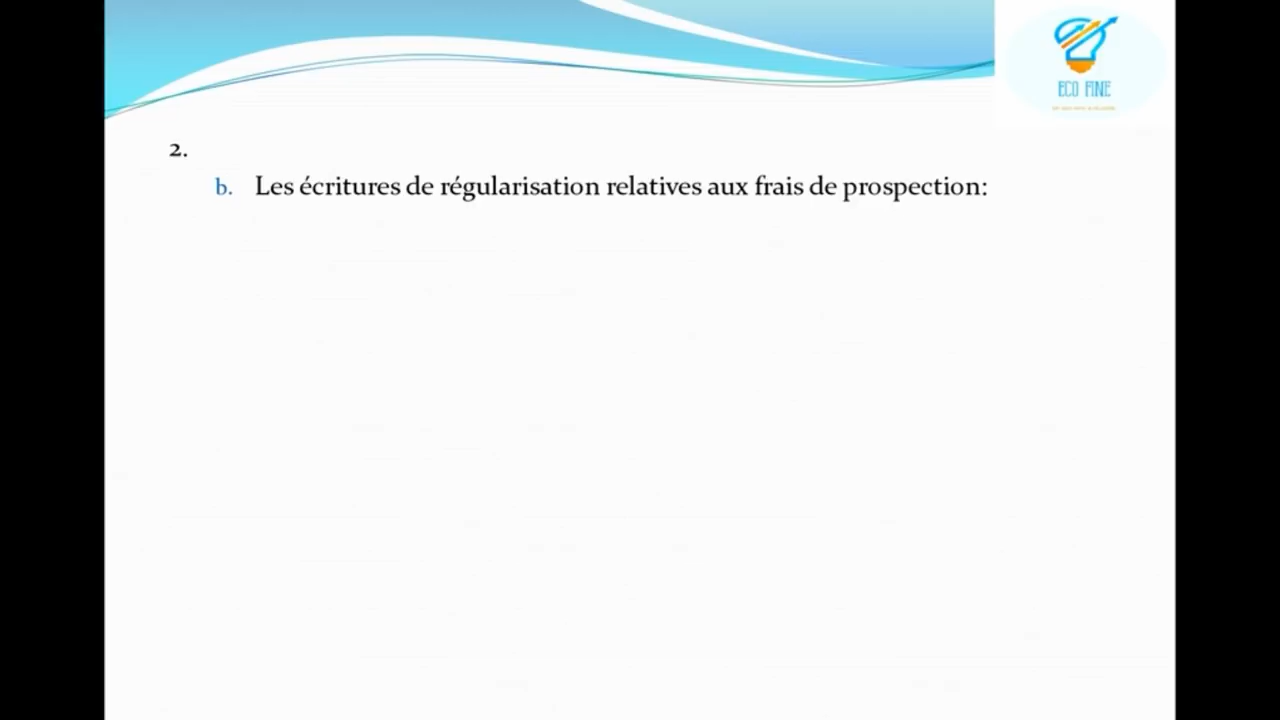 ECO FINE
2.
b. Les écritures de régularisation relatives aux frais de prospection: